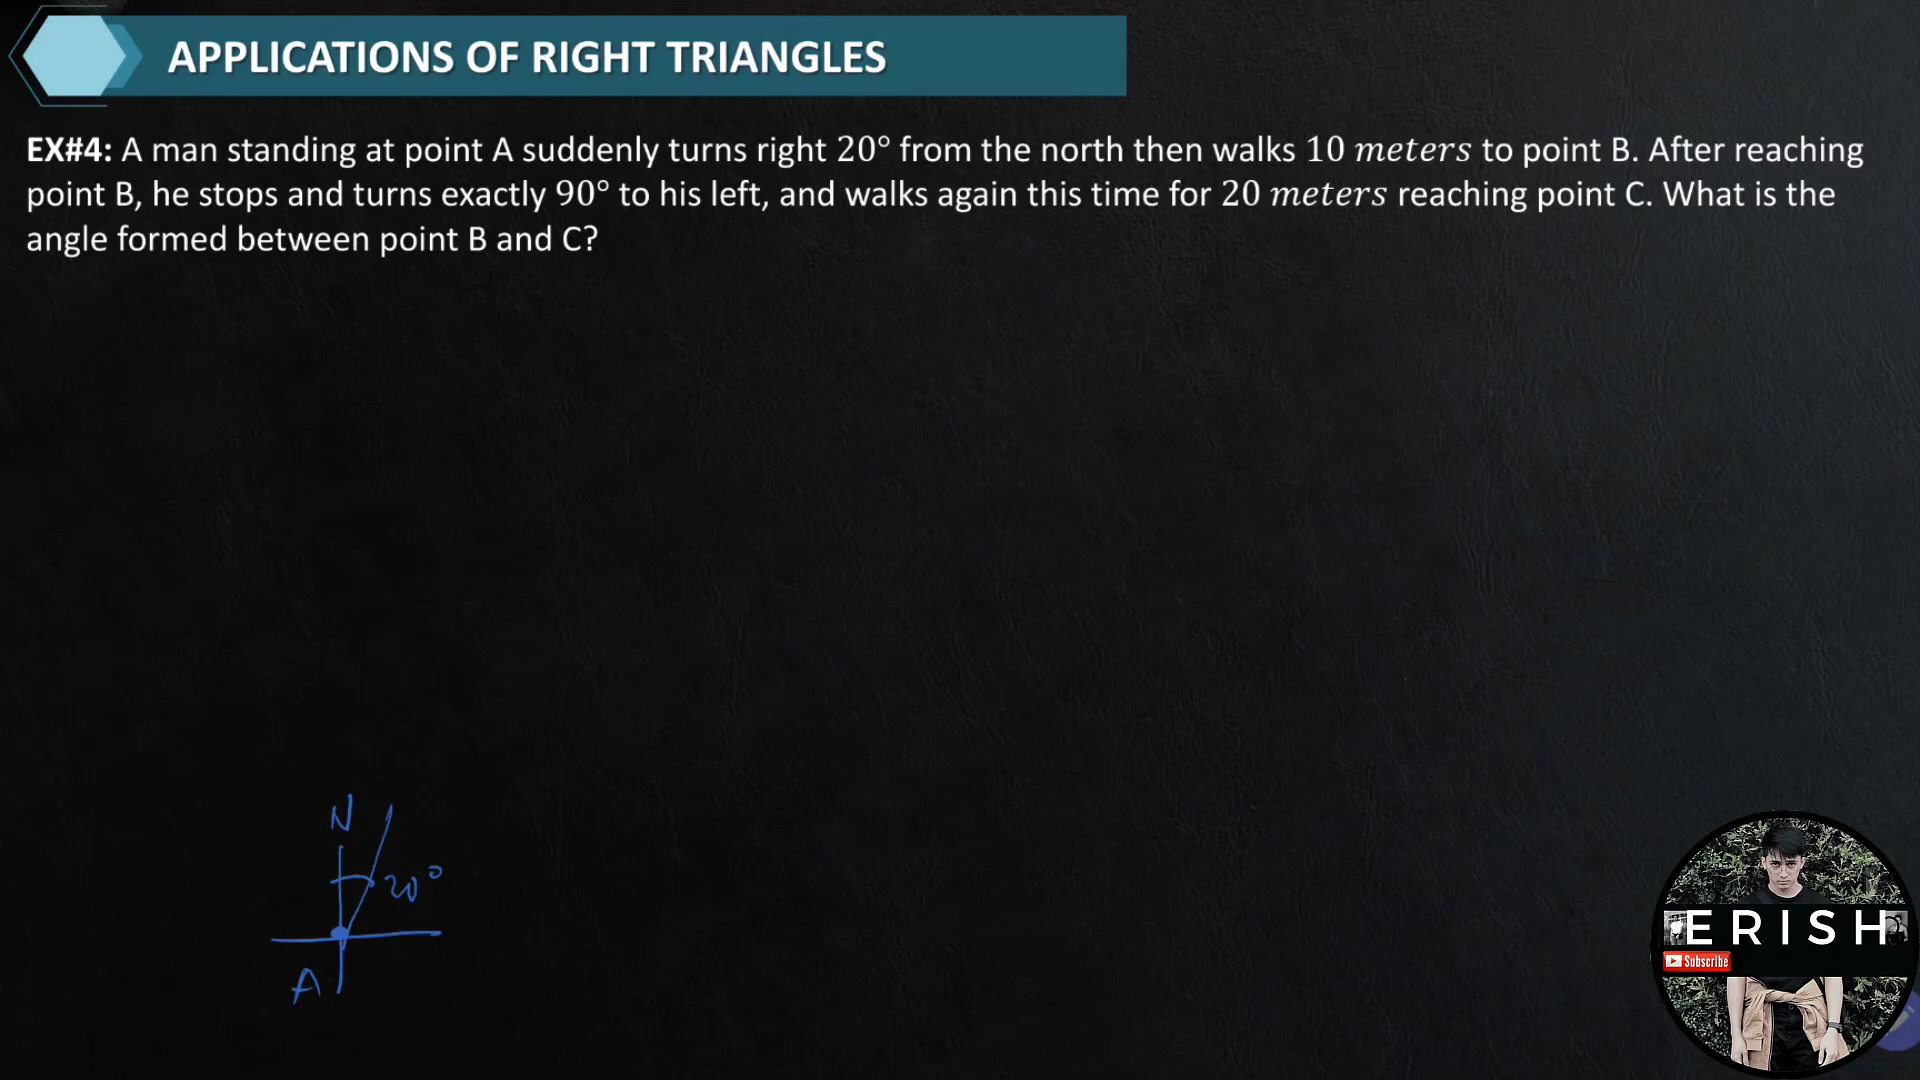 APPLICATIONS OF RIGHT TRIANGLES
EX#4: A man standing at point A suddenly turns right 20° from the north then walks 10 meters to point B. After reaching
point B, he stops and turns exactly 90° to his left, and walks again this time for 20 meters reaching point C. What is the
angle formed between point B and C?
N
20°
A
ERISH
Subscribe